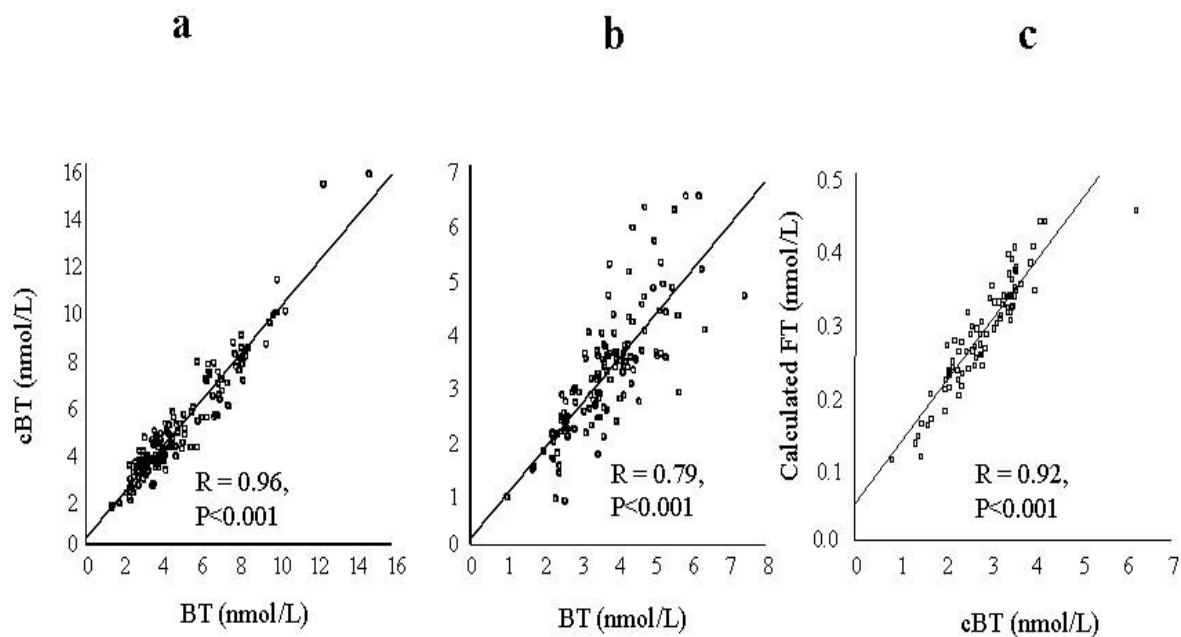 a
b
c
16
14
12
10
8
6
4
2
0
cBT (nmol/L)
R = 0.96,
P<0.001
0 2 4 6 8 10 12 14 16
BT (nmol/L)
7
6
5
4
3
2
1
0
R = 0.79,
P<0.001
0 1 2 3 4 5 6 7 8
BT (nmol/L)
0.5
0.4
0.3
0.2
0.1
0.0
Calculated FT (nmol/L)
R = 0.92,
P<0.001
0 1 2 3 4 5 6 7
cBT (nmol/L)